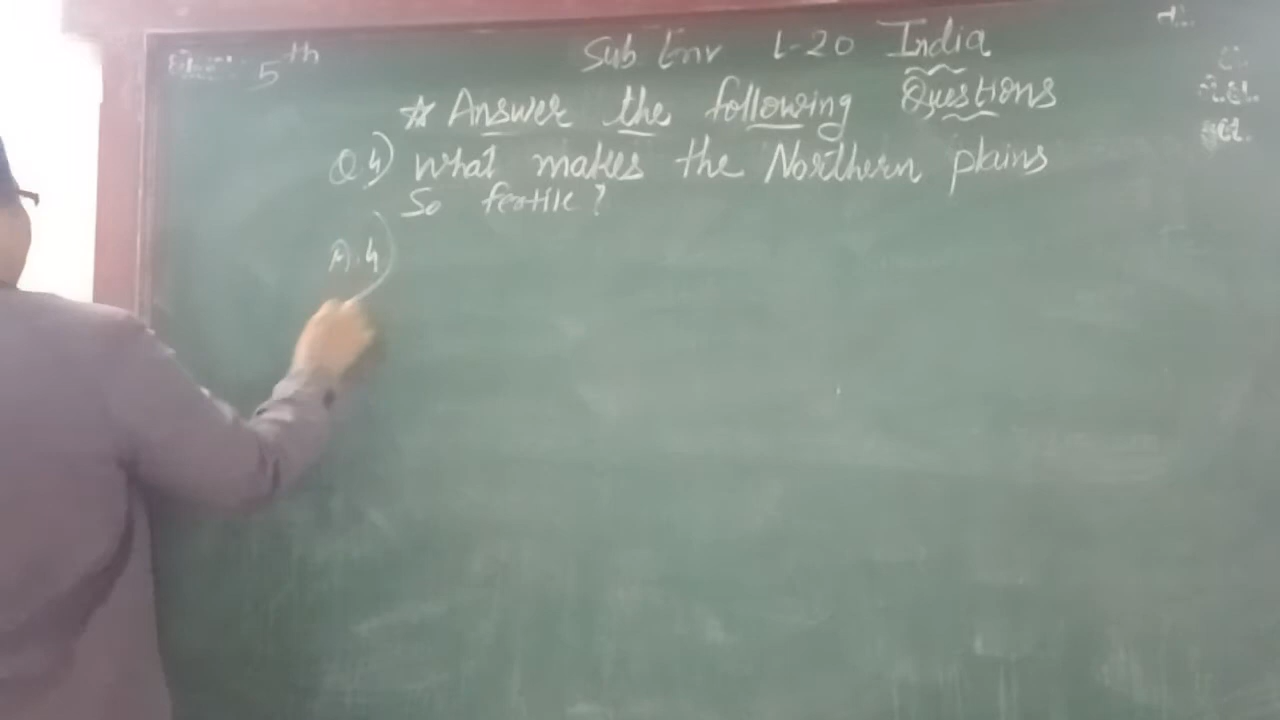 5th
Sub Env L-20 India
* Answer the following Questions
Q.4) What makes the Northern plains
So fertile?
A.4)